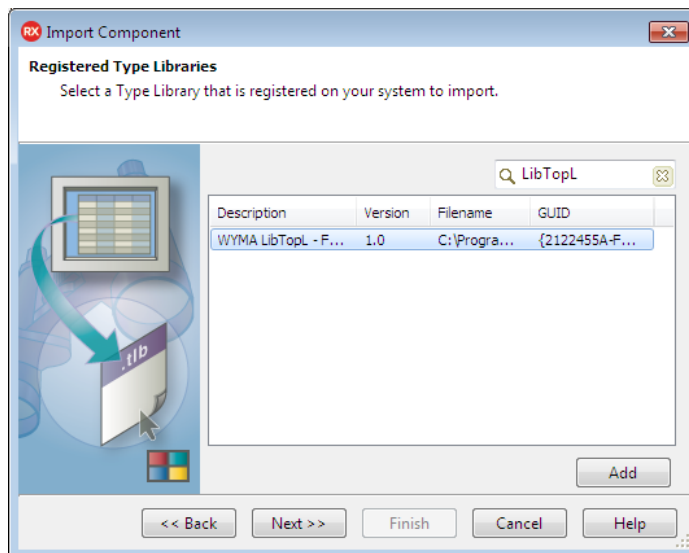 RX Import Component
Registered Type Libraries
Select a Type Library that is registered on your system to import.
LibTopL
Description Version Filename GUID
WYMA LibTopL - F... 1.0 C:\Progra... {2122455A-F...
.tlb
Add
<< Back Next >> Finish Cancel Help